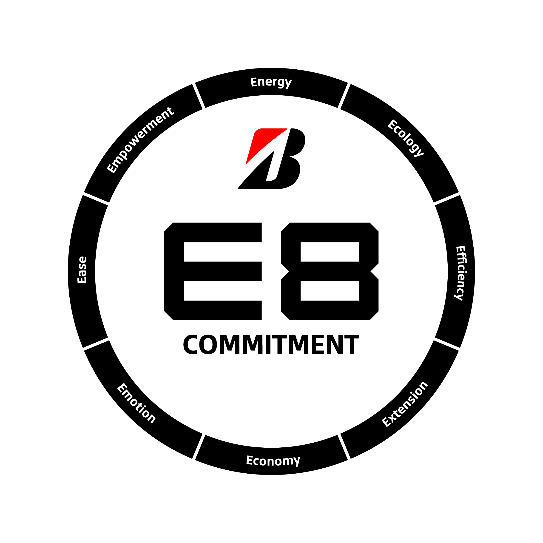 Energy
Ecology
Efficiency
Extension
Economy
Emotion
Ease
Empowerment
B
E8
COMMITMENT